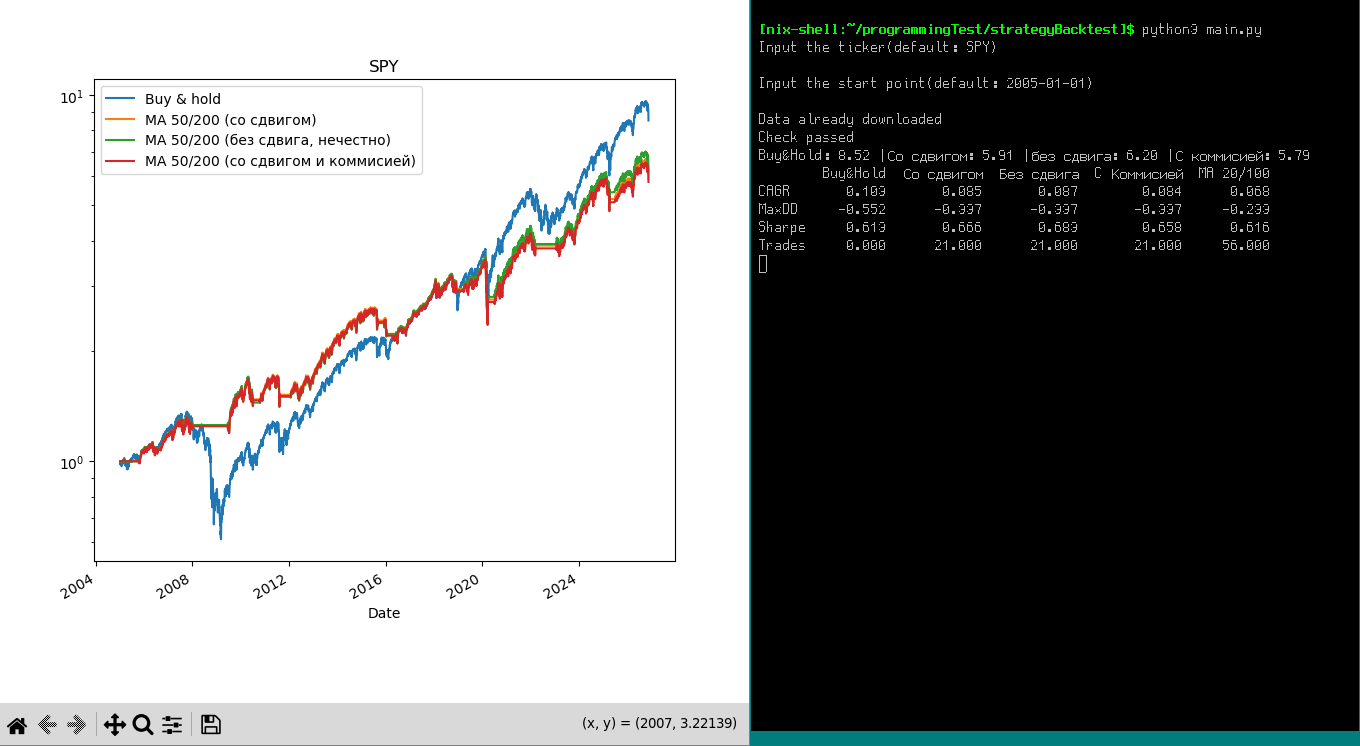 SPY
10¹
Buy & hold
MA 50/200 (со сдвигом)
MA 50/200 (без сдвига, нечестно)
MA 50/200 (со сдвигом и коммисией)
10⁰
2004
2008
2012
2016
2020
2024
Date
(x, y) = (2007, 3.22139)
[nix-shell:~/programmingTest/strategyBacktest]$ python3 main.py
Input the ticker(default: SPY)
Input the start point(default: 2005-01-01)
Data already downloaded
Check passed
Buy&Hold: 8.52 |Со сдвигом: 5.91 |без сдвига: 6.20 |С коммисией: 5.79
Buy&Hold Со сдвигом Без сдвига С Коммисией MA 20/100
CAGR 0.103 0.085 0.087 0.084 0.068
MaxDD -0.552 -0.337 -0.337 -0.337 -0.233
Sharpe 0.613 0.666 0.683 0.658 0.616
Trades 0.000 21.000 21.000 21.000 56.000